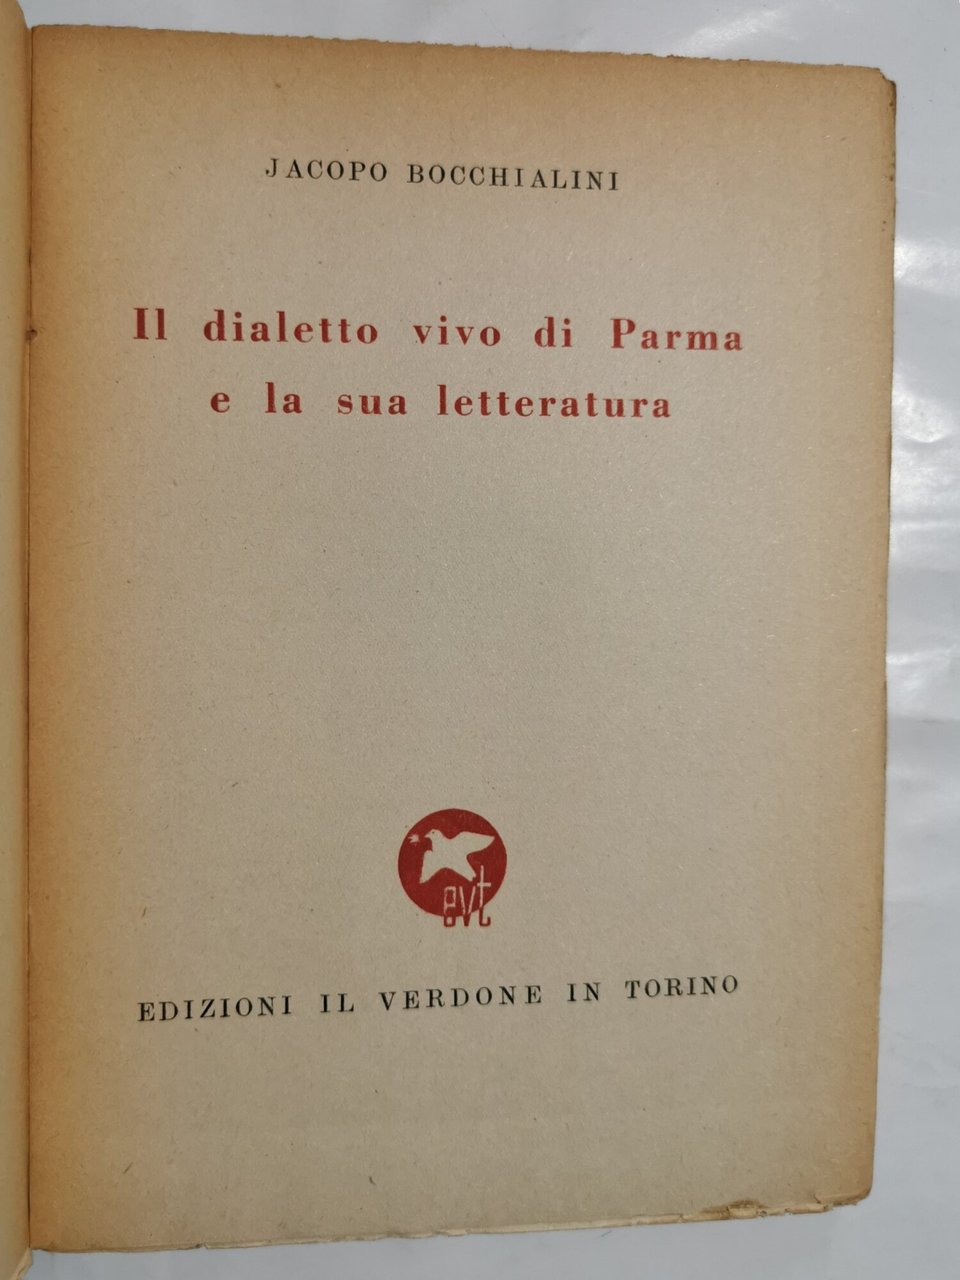 JACOPO BOCCHIALINI
Il dialetto vivo di Parma
e la sua letteratura
evt
EDIZIONI IL VERDONE IN TORINO